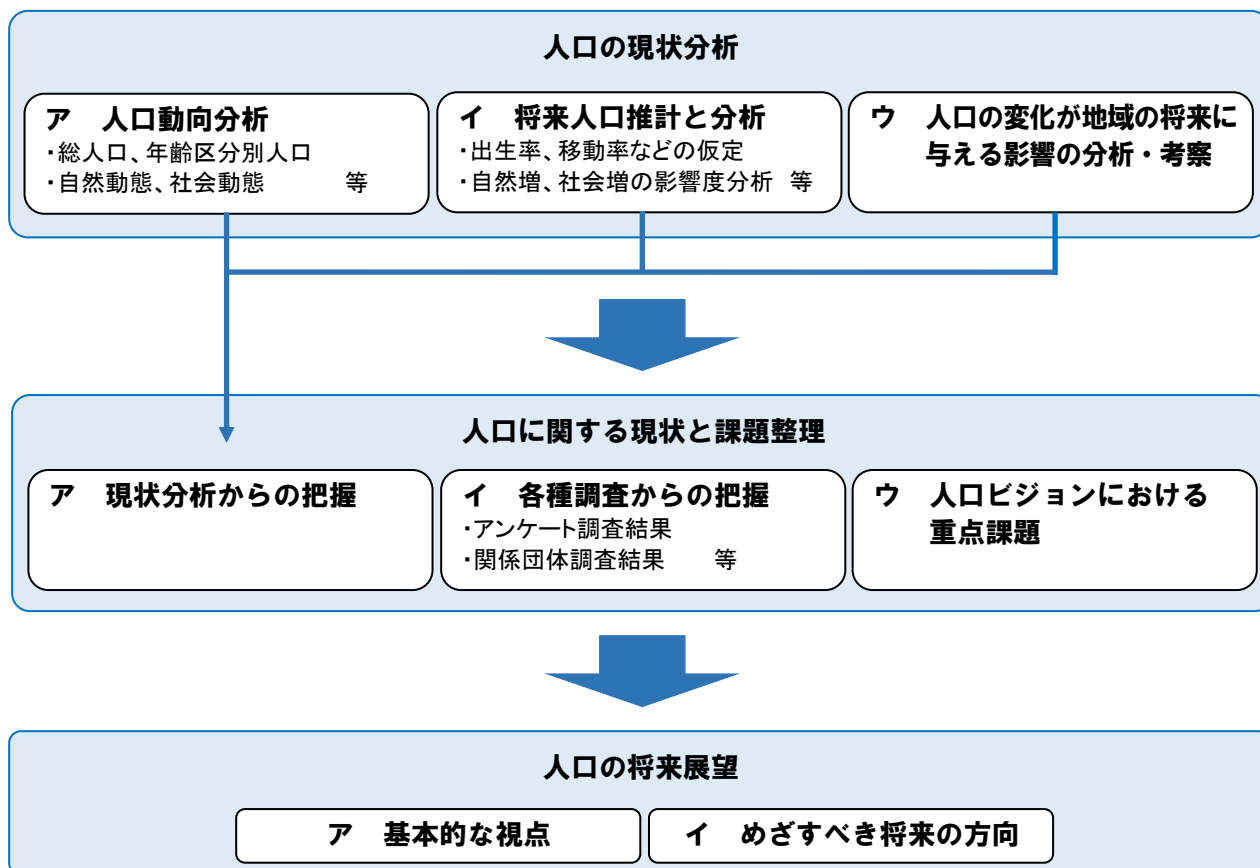 人口の現状分析
ア 人口動向分析
・総人口、年齢区分別人口
・自然動態、社会動態 等
イ 将来人口推計と分析
・出生率、移動率などの仮定
・自然増、社会増の影響度分析 等
ウ 人口の変化が地域の将来に
与える影響の分析・考察
人口に関する現状と課題整理
ア 現状分析からの把握
イ 各種調査からの把握
・アンケート調査結果
・関係団体調査結果 等
ウ 人口ビジョンにおける
重点課題
人口の将来展望
ア 基本的な視点
イ めざすべき将来の方向